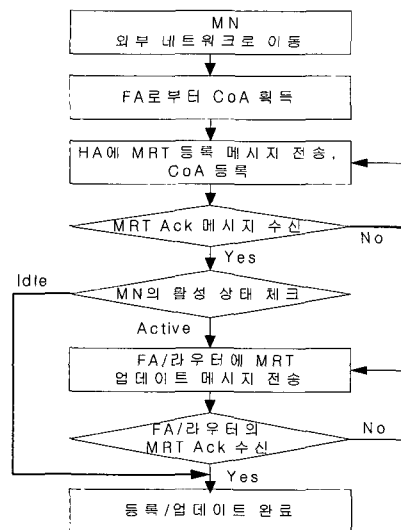 MN
외부 네트워크로 이동
FA로부터 CoA 획득
HA에 MRT 등록 메시지 전송,
CoA 등록
MRT Ack 메시지 수신
No
Yes
Idle
MN의 활성 상태 체크
Active
FA/라우터에 MRT
업데이트 메시지 전송
FA/라우터의
MRT Ack 수신
No
Yes
등록/업데이트 완료